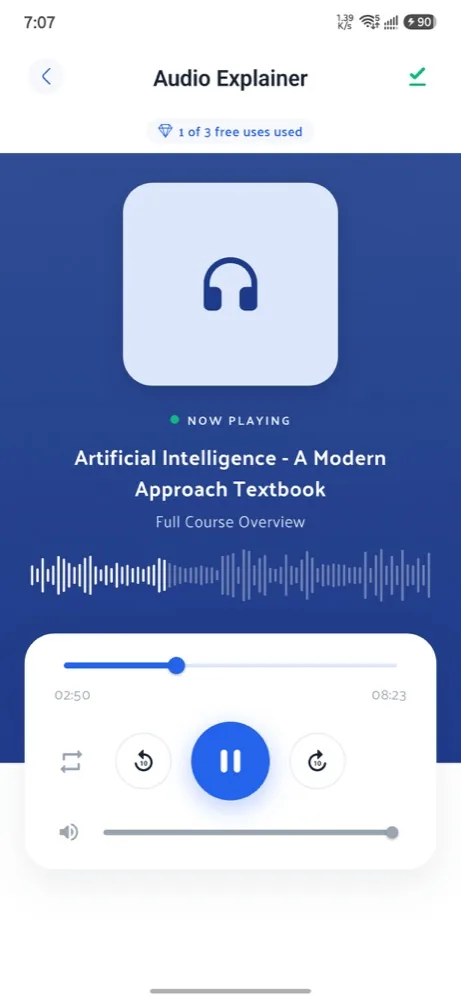 7:07
1.39 K/s 5 90
Audio Explainer
1 of 3 free uses used
NOW PLAYING
Artificial Intelligence - A Modern
Approach Textbook
Full Course Overview
02:50 08:23
10 10